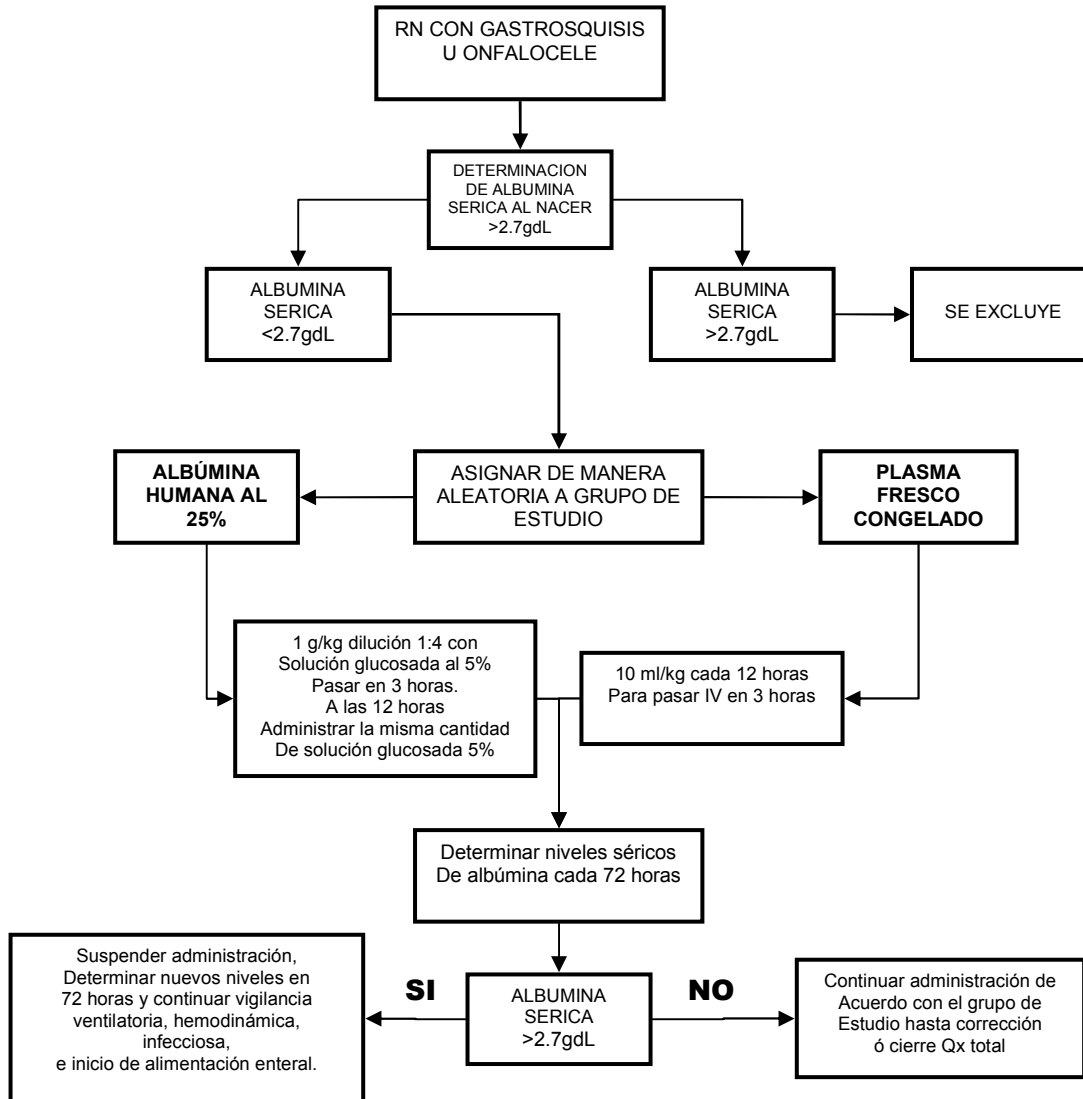 RN CON GASTROSQUISIS
U ONFALOCELE
DETERMINACION
DE ALBUMINA
SERICA AL NACER
>2.7gdL
ALBUMINA
SERICA
<2.7gdL
ALBUMINA
SERICA
>2.7gdL
SE EXCLUYE
ALBÚMINA
HUMANA AL
25%
ASIGNAR DE MANERA
ALEATORIA A GRUPO DE
ESTUDIO
PLASMA
FRESCO
CONGELADO
1 g/kg dilución 1:4 con
Solución glucosada al 5%
Pasar en 3 horas.
A las 12 horas
Administrar la misma cantidad
De solución glucosada 5%
10 ml/kg cada 12 horas
Para pasar IV en 3 horas
Determinar niveles séricos
De albúmina cada 72 horas
Suspender administración,
Determinar nuevos niveles en
72 horas y continuar vigilancia
ventilatoria, hemodinámica,
infecciosa,
e inicio de alimentación enteral.
SI
ALBUMINA
SERICA
>2.7gdL
NO
Continuar administración de
Acuerdo con el grupo de
Estudio hasta corrección
ó cierre Qx total